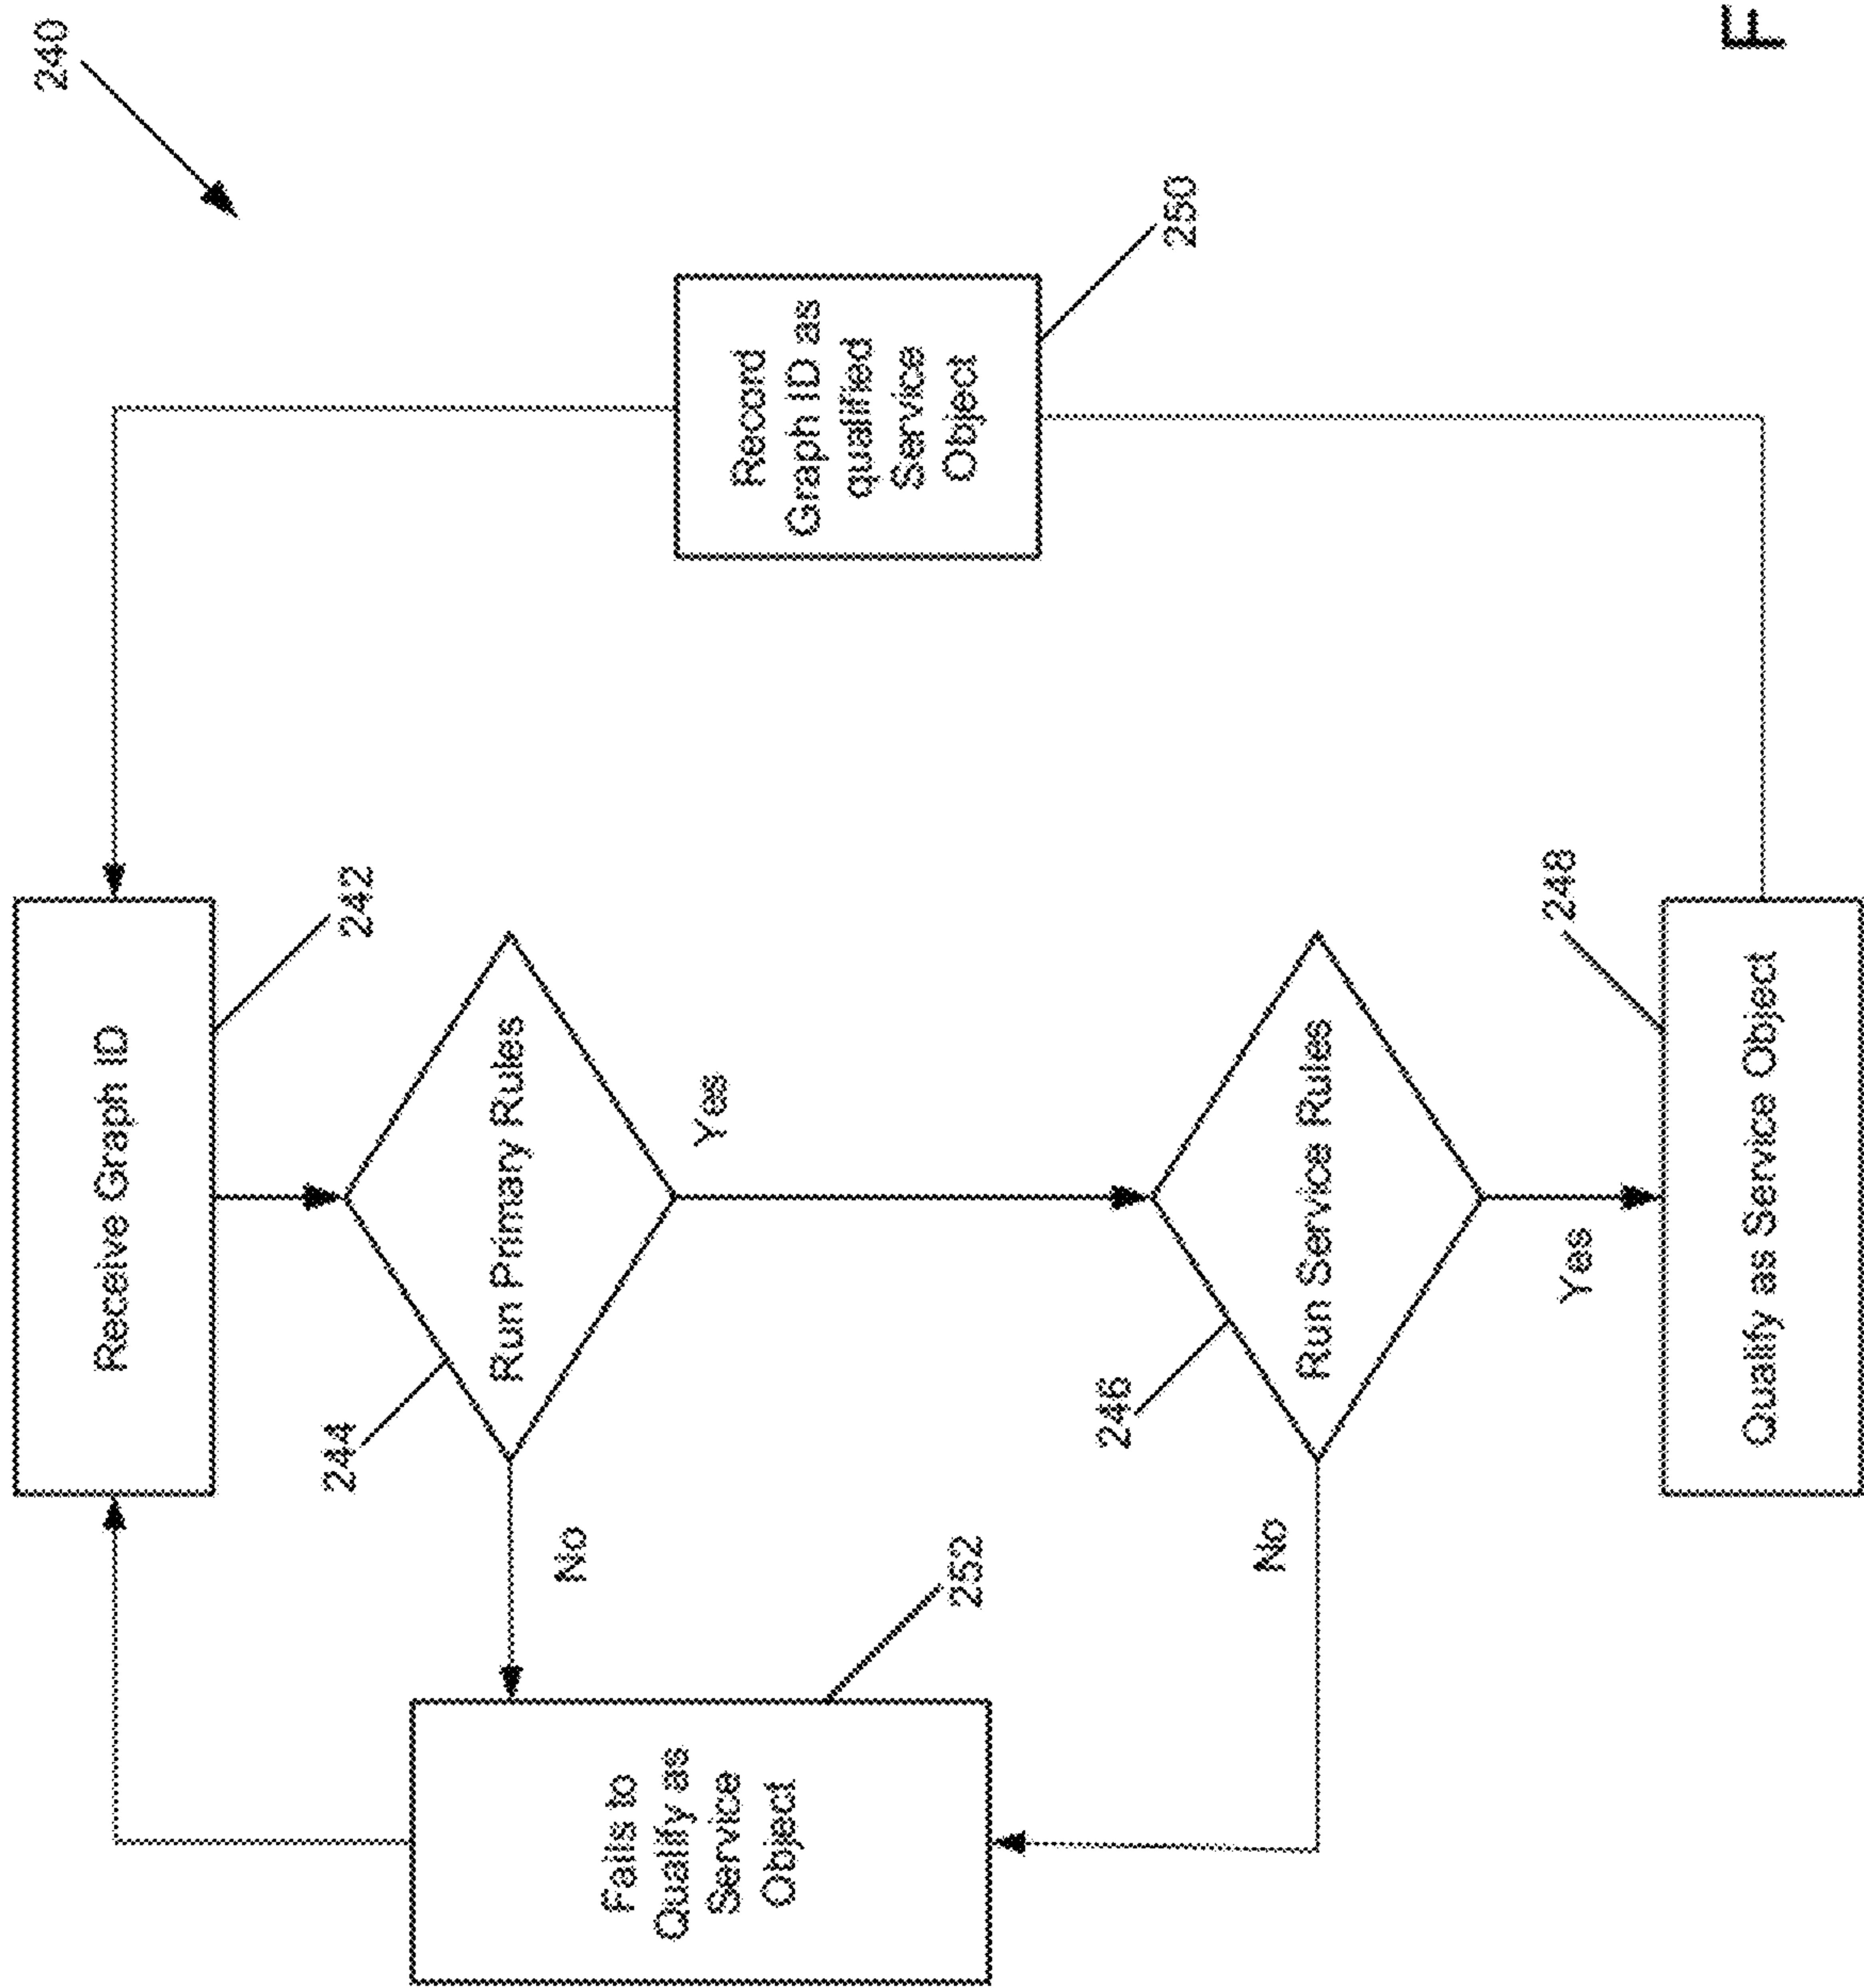 240
Receive Graph ID
242
244
Run Primary Rules
No
Yes
Fails to
Qualify as
Service
Object
252
Record
Graph ID as
qualified
Service
Object
250
246
Run Service Rules
No
Yes
248
Qualify as Service Object
F